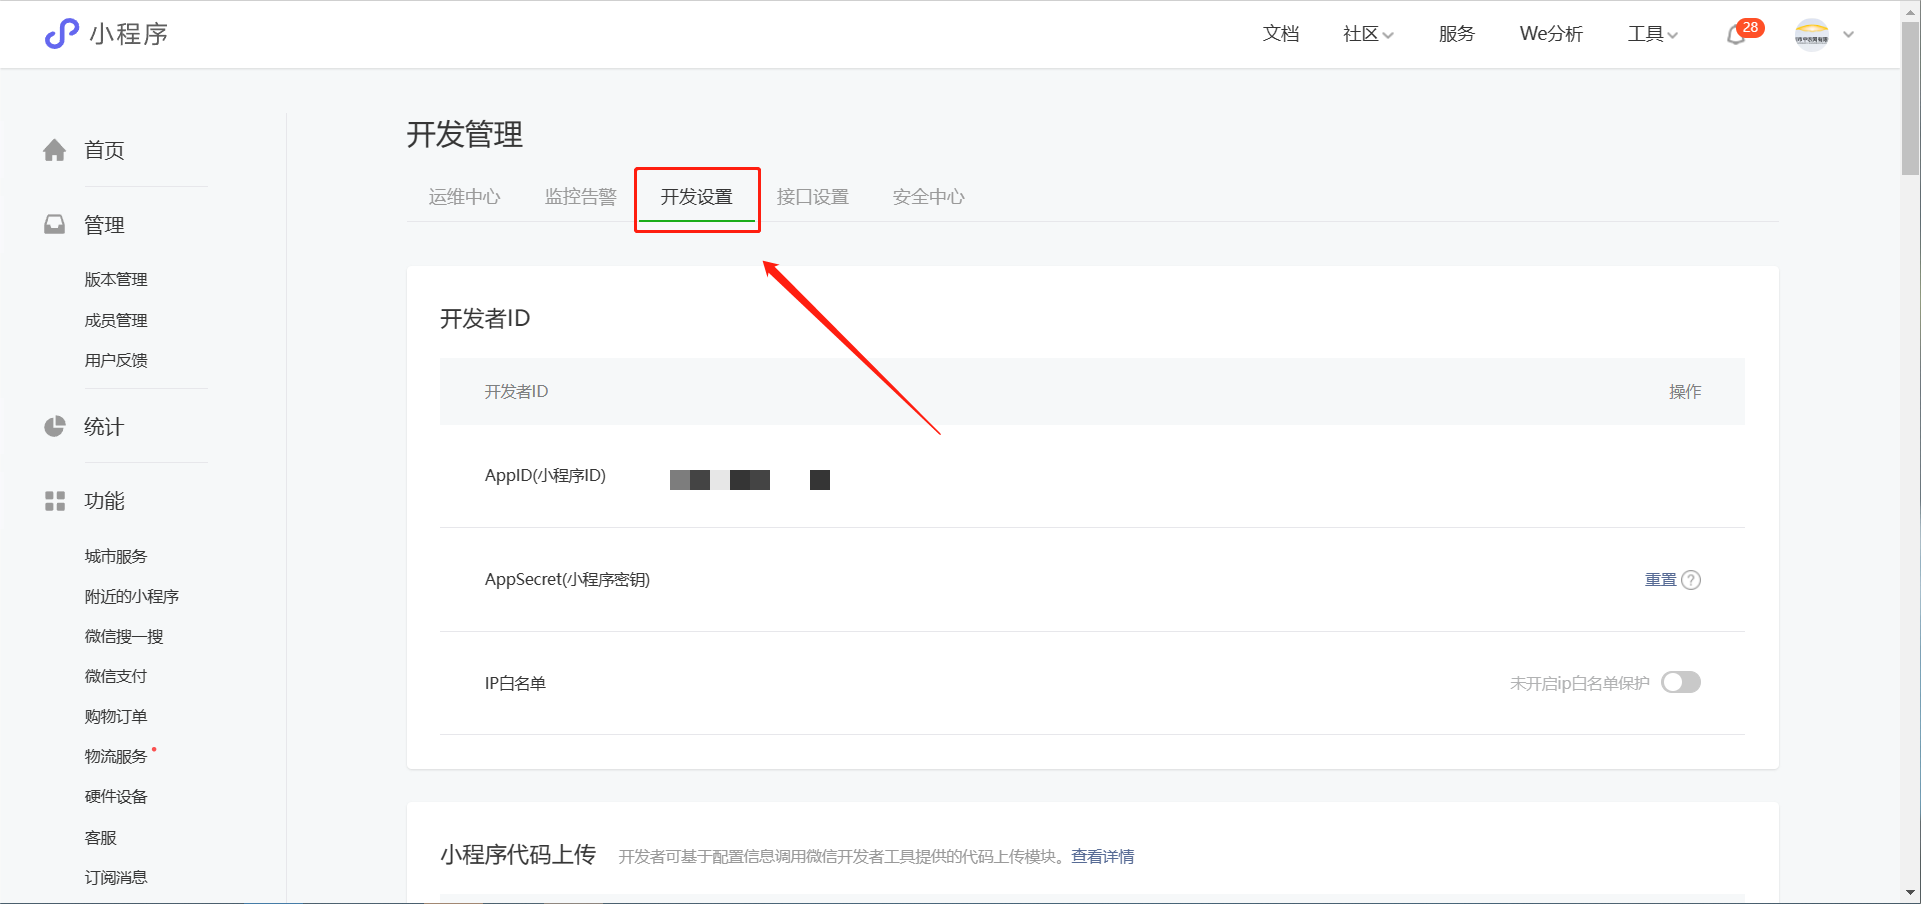 小程序
文档
社区
服务
We分析
工具
28
首页
管理
版本管理
成员管理
用户反馈
统计
功能
城市服务
附近的小程序
微信搜一搜
微信支付
购物订单
物流服务
硬件设备
客服
订阅消息
开发管理
运维中心
监控告警
开发设置
接口设置
安全中心
开发者ID
开发者ID
操作
AppID(小程序ID)
AppSecret(小程序密钥)
重置
?
IP白名单
未开启ip白名单保护
小程序代码上传
开发者可基于配置信息调用微信开发者工具提供的代码上传模块。查看详情